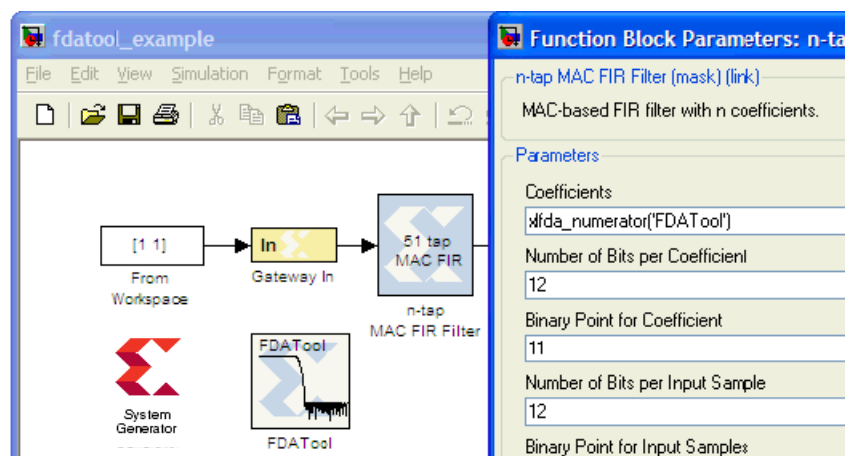 fdatool_example
File Edit View Simulation Format Tools Help
[1 1]
From
Workspace
In
Gateway In
51 tap
MAC FIR
n-tap
MAC FIR Filter
System
Generator
FDATool
FDATool
Function Block Parameters: n-ta
n-tap MAC FIR Filter (mask) (link)
MAC-based FIR filter with n coefficients.
Parameters
Coefficients
xlfda_numerator('FDATool')
Number of Bits per Coefficient
12
Binary Point for Coefficient
11
Number of Bits per Input Sample
12
Binary Point for Input Samples